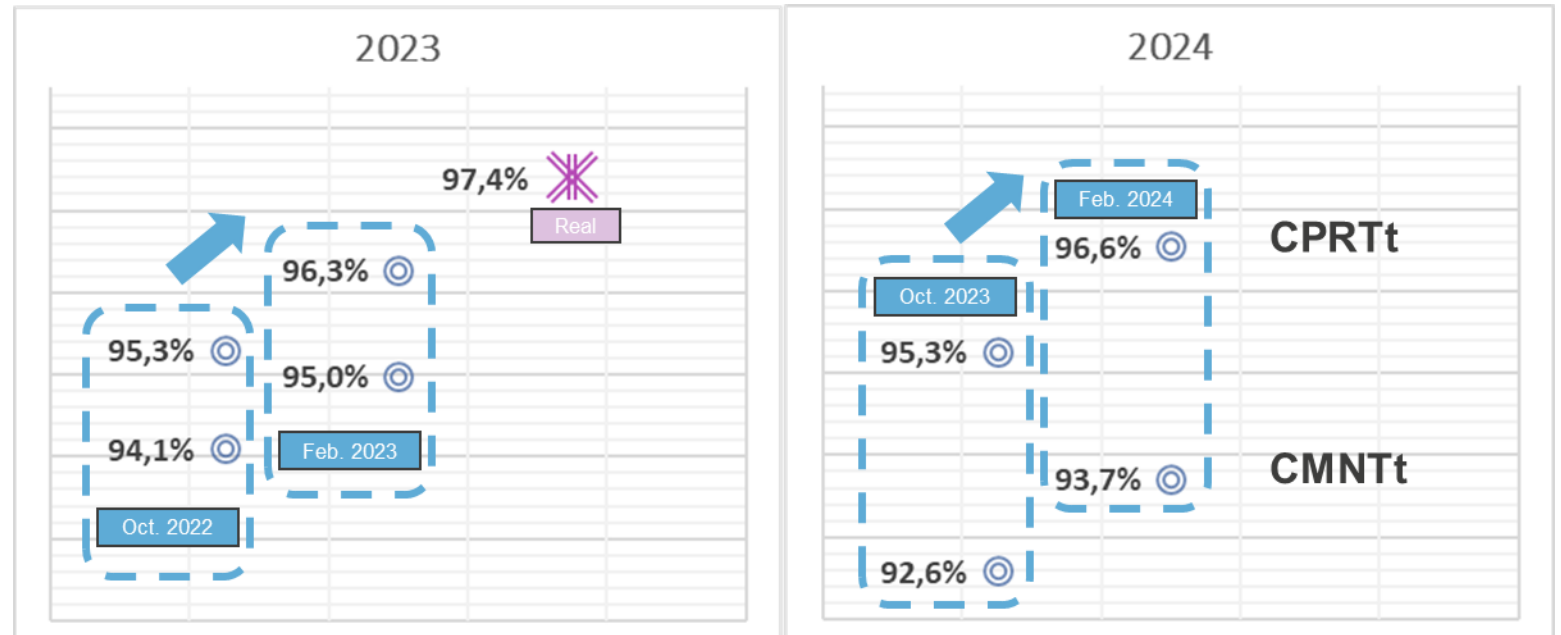 2023
97,4%
Real
96,3%
95,3%
95,0%
94,1%
Feb. 2023
Oct. 2022
2024
Feb. 2024
96,6%
CPRTt
Oct. 2023
95,3%
93,7%
CMNTt
92,6%